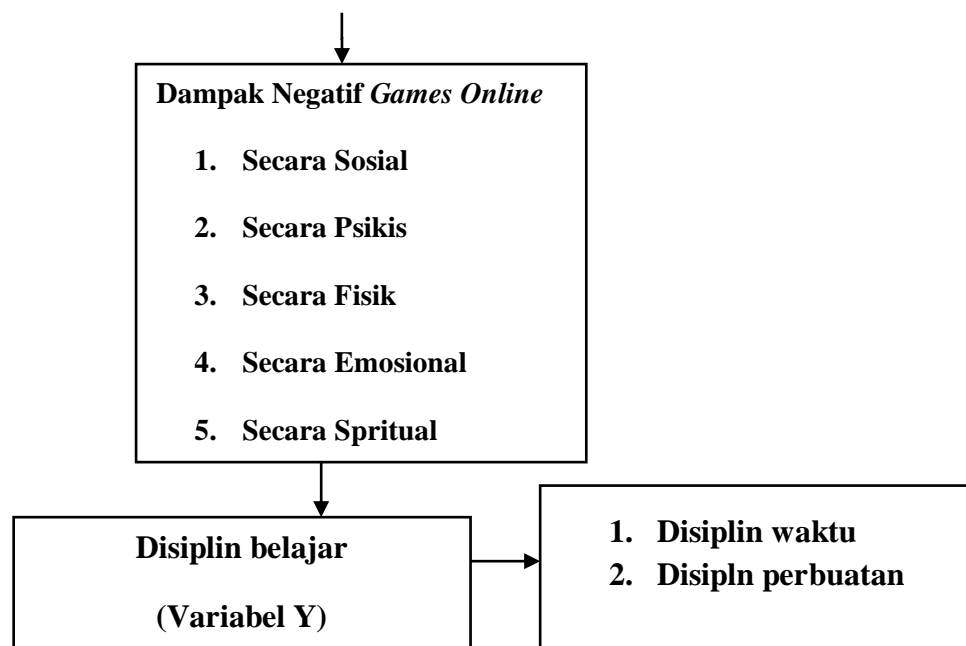 Dampak Negatif Games Online
1. Secara Sosial
2. Secara Psikis
3. Secara Fisik
4. Secara Emosional
5. Secara Spritual
Disiplin belajar
(Variabel Y)
1. Disiplin waktu
2. Disipln perbuatan